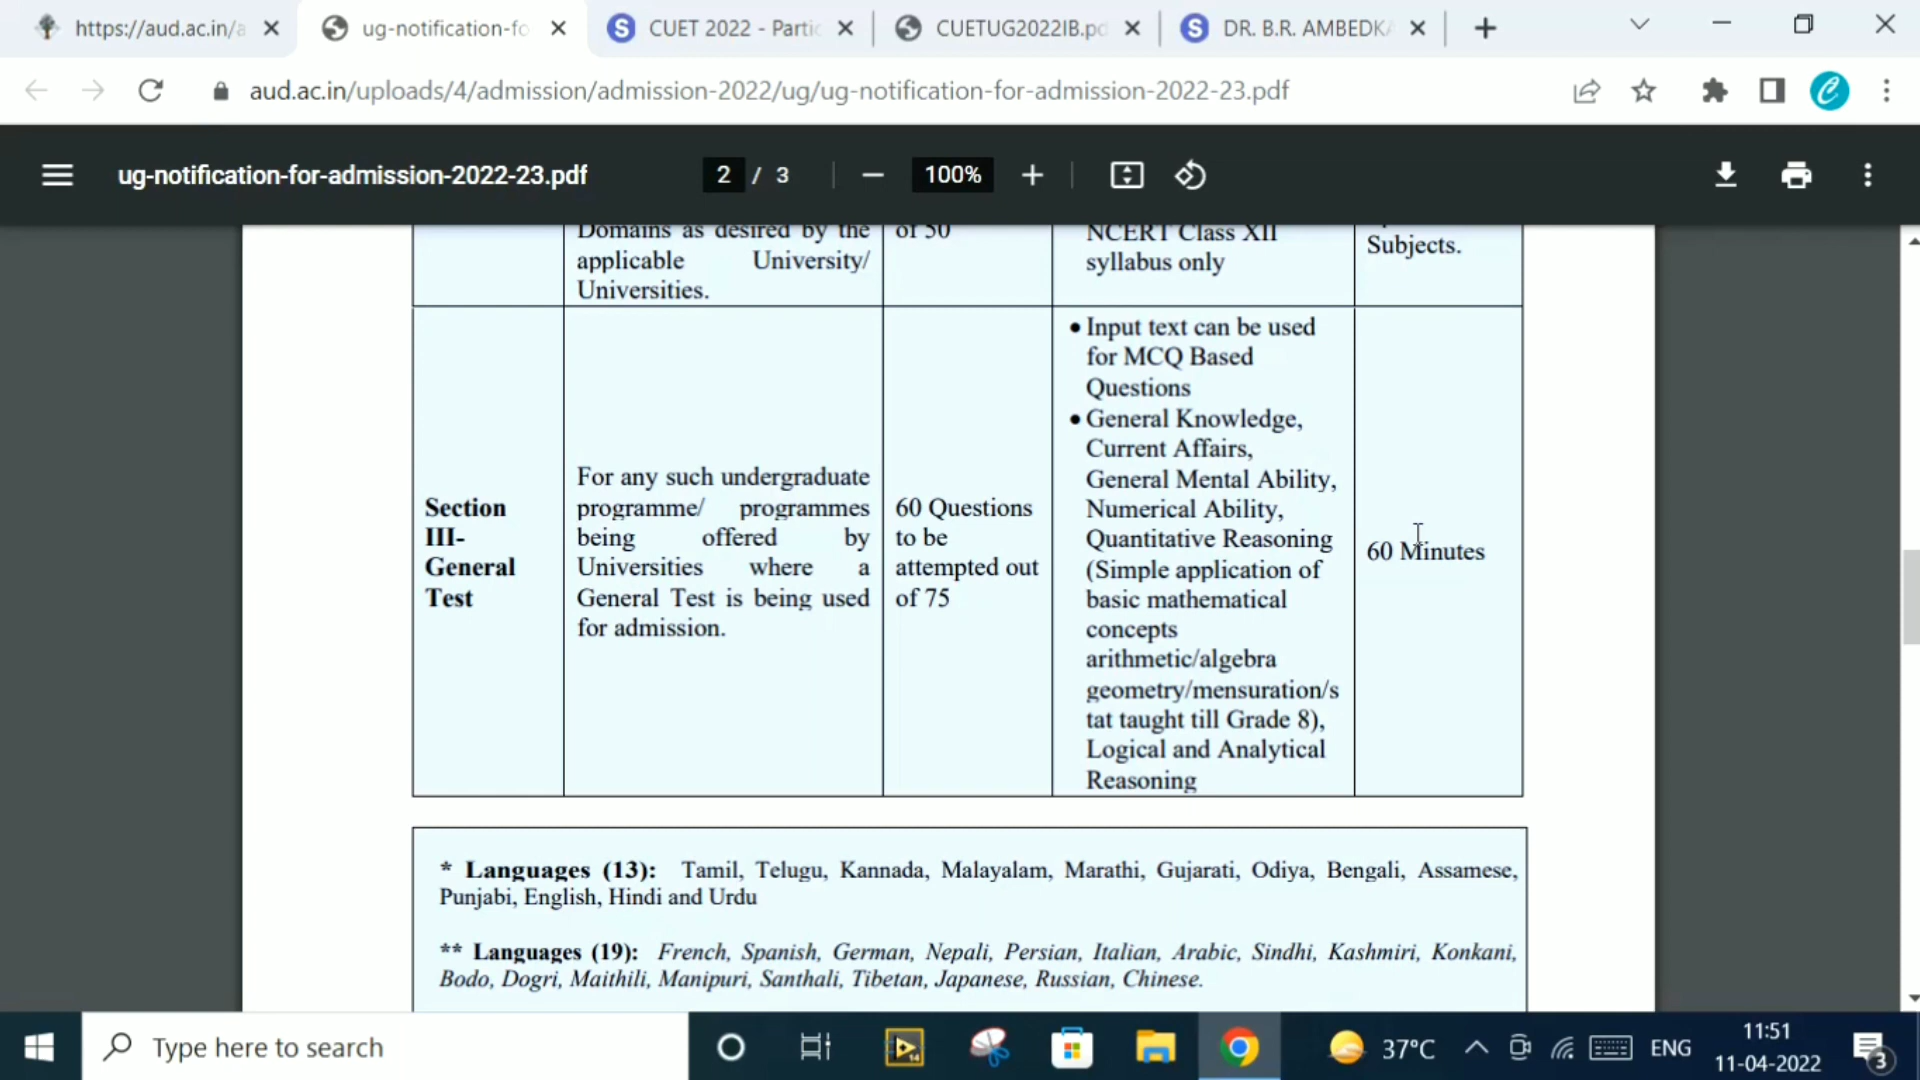 https://aud.ac.in/a
ug-notification-fo
CUET 2022 - Partic
CUETUG2022IB.pd
DR. B.R. AMBEDKA
aud.ac.in/uploads/4/admission/admission-2022/ug/ug-notification-for-admission-2022-23.pdf
ug-notification-for-admission-2022-23.pdf
2 / 3
100%
Domains as desired by the
applicable University/
Universities.
of 50
NCERT Class XII
syllabus only
Subjects.
Section
III-
General
Test
For any such undergraduate
programme/ programmes
being offered by
Universities where a
General Test is being used
for admission.
60 Questions
to be
attempted out
of 75
• Input text can be used
for MCQ Based
Questions
• General Knowledge,
Current Affairs,
General Mental Ability,
Numerical Ability,
Quantitative Reasoning
(Simple application of
basic mathematical
concepts
arithmetic/algebra
geometry/mensuration/s
tat taught till Grade 8),
Logical and Analytical
Reasoning
60 Minutes
* Languages (13): Tamil, Telugu, Kannada, Malayalam, Marathi, Gujarati, Odiya, Bengali, Assamese,
Punjabi, English, Hindi and Urdu
** Languages (19): French, Spanish, German, Nepali, Persian, Italian, Arabic, Sindhi, Kashmiri, Konkani,
Bodo, Dogri, Maithili, Manipuri, Santhali, Tibetan, Japanese, Russian, Chinese.
Type here to search
14
37°C
ENG
11:51
11-04-2022
3